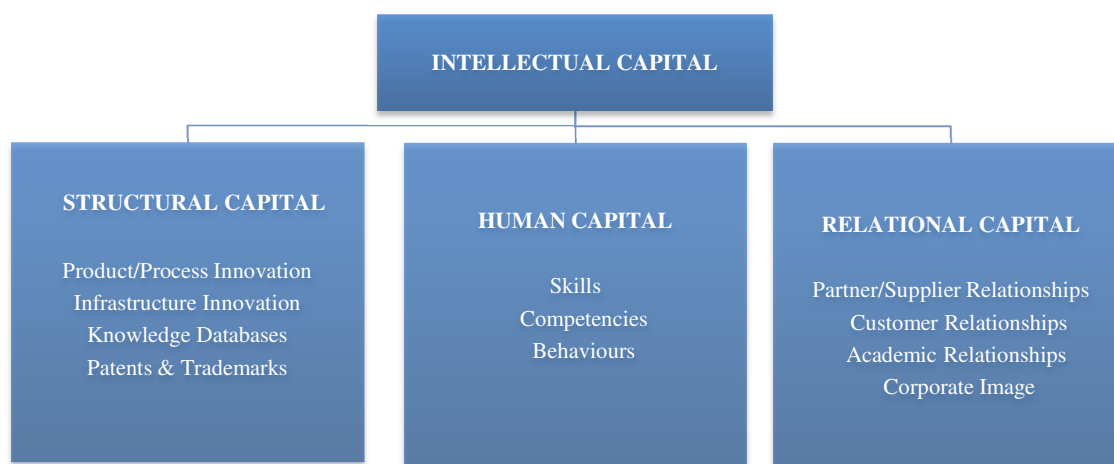 INTELLECTUAL CAPITAL
STRUCTURAL CAPITAL
Product/Process Innovation
Infrastructure Innovation
Knowledge Databases
Patents & Trademarks
HUMAN CAPITAL
Skills
Competencies
Behaviours
RELATIONAL CAPITAL
Partner/Supplier Relationships
Customer Relationships
Academic Relationships
Corporate Image